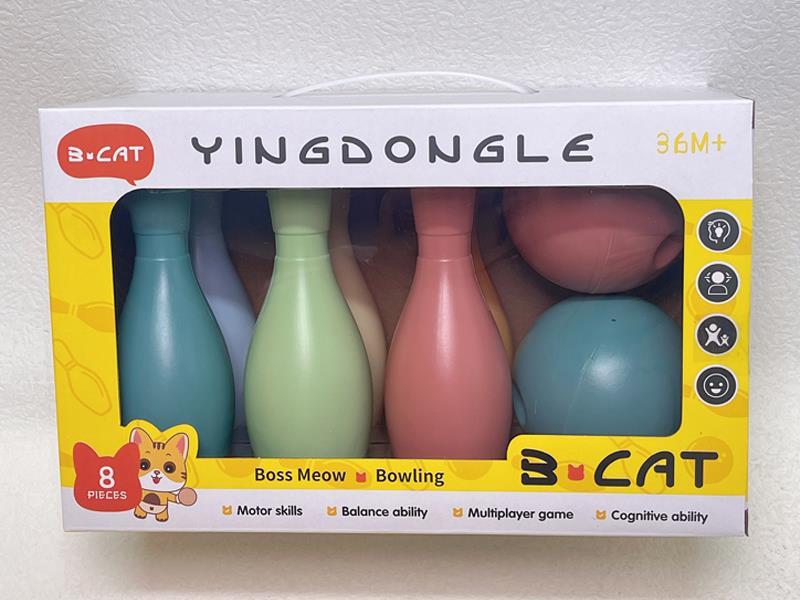 B CAT
YINGDONGLE
36M+
8
PIECES
Boss Meow Bowling
B CAT
Motor skills Balance ability Multiplayer game Cognitive ability